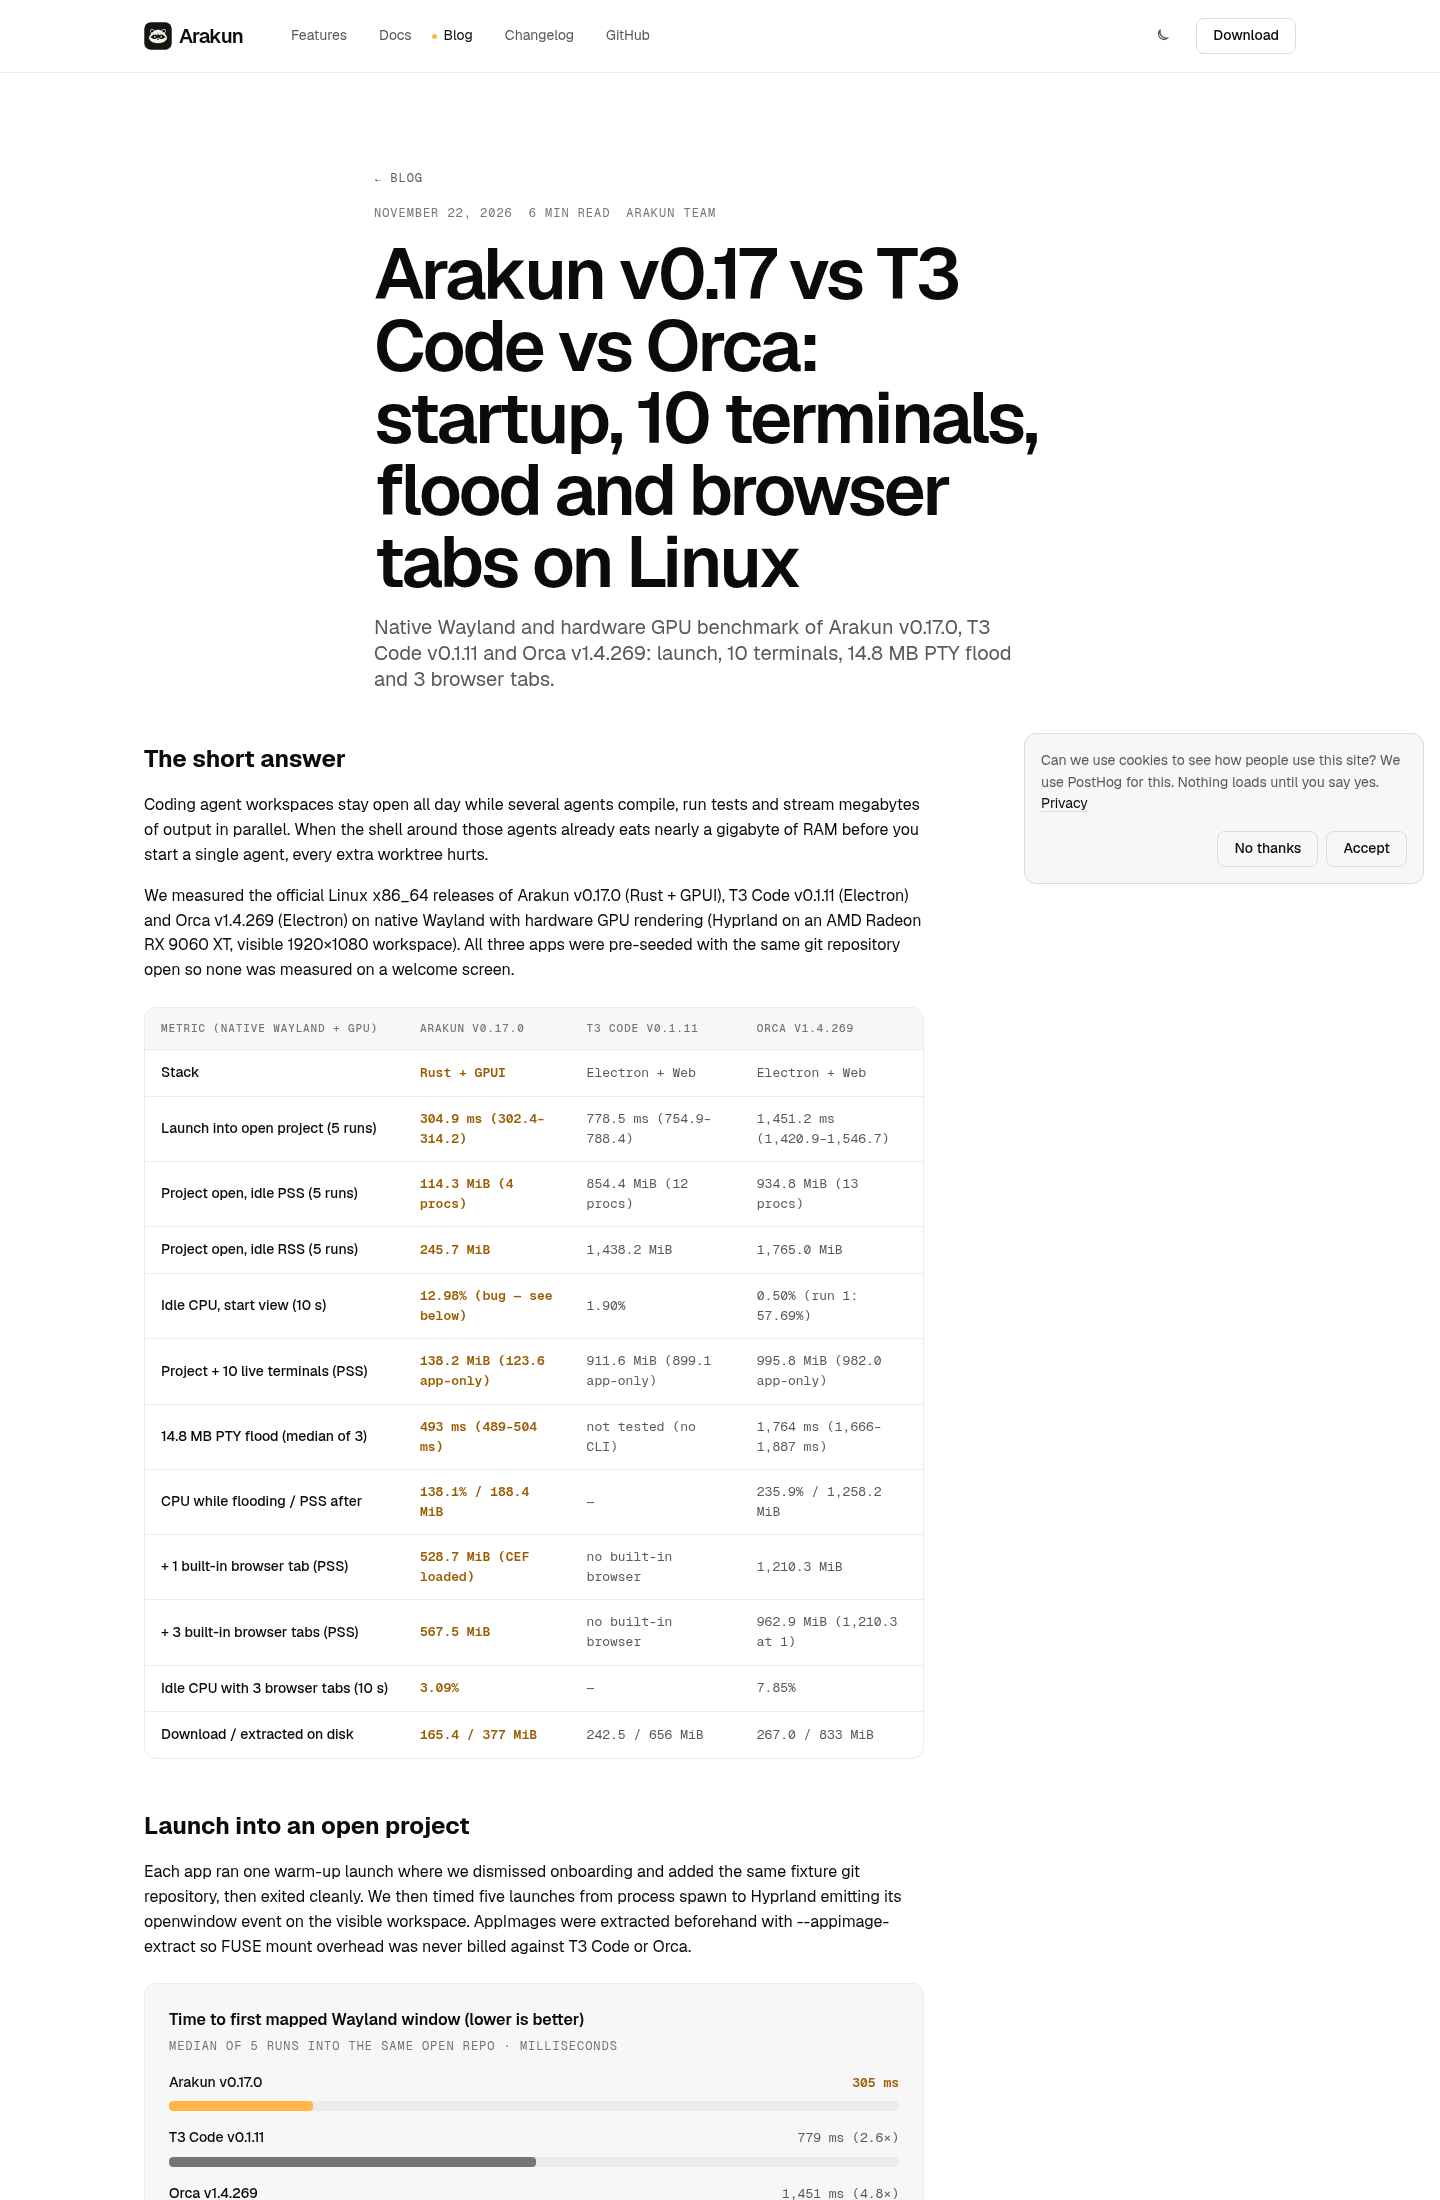 Arakun
Features
Docs
Blog
Changelog
GitHub
Download
← BLOG
NOVEMBER 22, 2026 6 MIN READ ARAKUN TEAM
Arakun v0.17 vs T3
Code vs Orca:
startup, 10 terminals,
flood and browser
tabs on Linux
Native Wayland and hardware GPU benchmark of Arakun v0.17.0, T3
Code v0.1.11 and Orca v1.4.269: launch, 10 terminals, 14.8 MB PTY flood
and 3 browser tabs.
The short answer
Coding agent workspaces stay open all day while several agents compile, run tests and stream megabytes
of output in parallel. When the shell around those agents already eats nearly a gigabyte of RAM before you
start a single agent, every extra worktree hurts.
We measured the official Linux x86_64 releases of Arakun v0.17.0 (Rust + GPUI), T3 Code v0.1.11 (Electron)
and Orca v1.4.269 (Electron) on native Wayland with hardware GPU rendering (Hyprland on an AMD Radeon
RX 9060 XT, visible 1920×1080 workspace). All three apps were pre-seeded with the same git repository
open so none was measured on a welcome screen.
Can we use cookies to see how people use this site? We
use PostHog for this. Nothing loads until you say yes.
Privacy
No thanks
Accept
METRIC (NATIVE WAYLAND + GPU) ARAKUN V0.17.0 T3 CODE V0.1.11 ORCA V1.4.269
Stack Rust + GPUI Electron + Web Electron + Web
Launch into open project (5 runs) 304.9 ms (302.4–314.2) 778.5 ms (754.9–788.4) 1,451.2 ms (1,420.9–1,546.7)
Project open, idle PSS (5 runs) 114.3 MiB (4 procs) 854.4 MiB (12 procs) 934.8 MiB (13 procs)
Project open, idle RSS (5 runs) 245.7 MiB 1,438.2 MiB 1,765.0 MiB
Idle CPU, start view (10 s) 12.98% (bug — see below) 1.90% 0.50% (run 1: 57.69%)
Project + 10 live terminals (PSS) 138.2 MiB (123.6 app-only) 911.6 MiB (899.1 app-only) 995.8 MiB (982.0 app-only)
14.8 MB PTY flood (median of 3) 493 ms (489–504 ms) not tested (no CLI) 1,764 ms (1,666–1,887 ms)
CPU while flooding / PSS after 138.1% / 188.4 MiB — 235.9% / 1,258.2 MiB
+ 1 built-in browser tab (PSS) 528.7 MiB (CEF loaded) no built-in browser 1,210.3 MiB
+ 3 built-in browser tabs (PSS) 567.5 MiB no built-in browser 962.9 MiB (1,210.3 at 1)
Idle CPU with 3 browser tabs (10 s) 3.09% — 7.85%
Download / extracted on disk 165.4 / 377 MiB 242.5 / 656 MiB 267.0 / 833 MiB
Launch into an open project
Each app ran one warm-up launch where we dismissed onboarding and added the same fixture git
repository, then exited cleanly. We then timed five launches from process spawn to Hyprland emitting its
openwindow event on the visible workspace. AppImages were extracted beforehand with --appimage-
extract so FUSE mount overhead was never billed against T3 Code or Orca.
Time to first mapped Wayland window (lower is better)
MEDIAN OF 5 RUNS INTO THE SAME OPEN REPO · MILLISECONDS
Arakun v0.17.0 305 ms
T3 Code v0.1.11 779 ms (2.6×)
Orca v1.4.269 1,451 ms (4.8×)